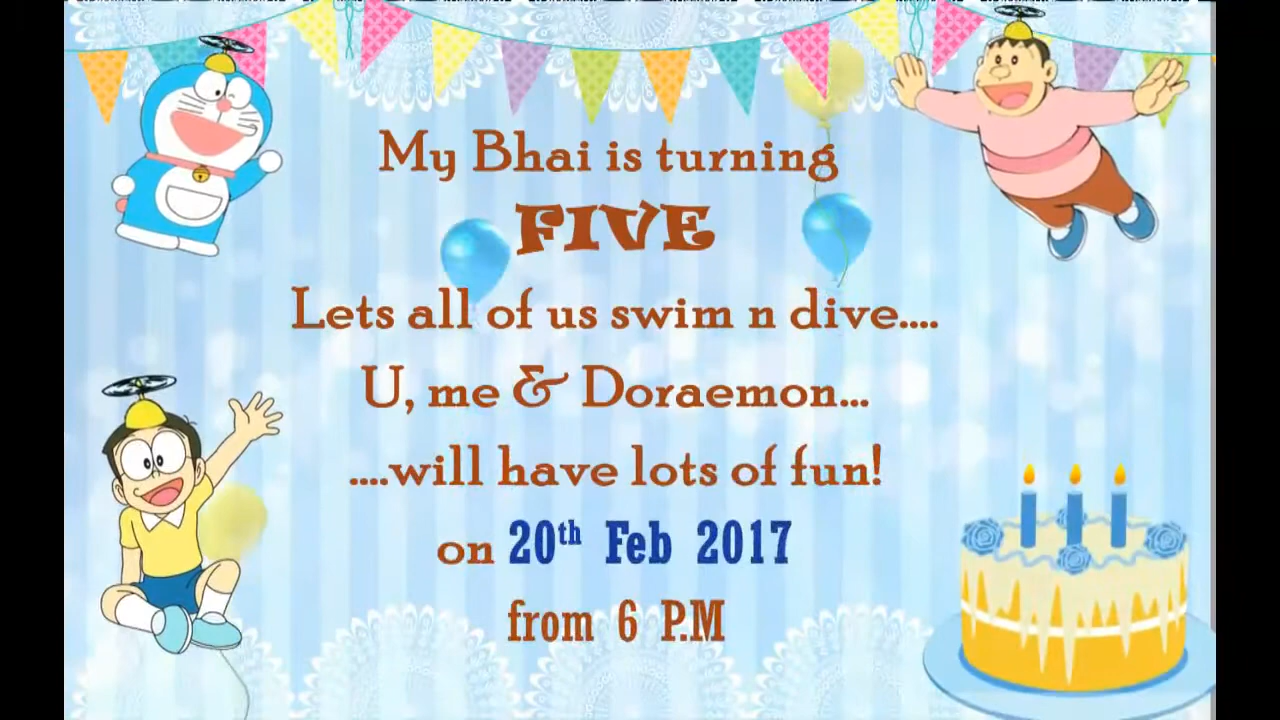 My Bhai is turning
FIVE
Lets all of us swim n dive....
U, me & Doraemon...
....will have lots of fun!
on 20th Feb 2017
from 6 P.M